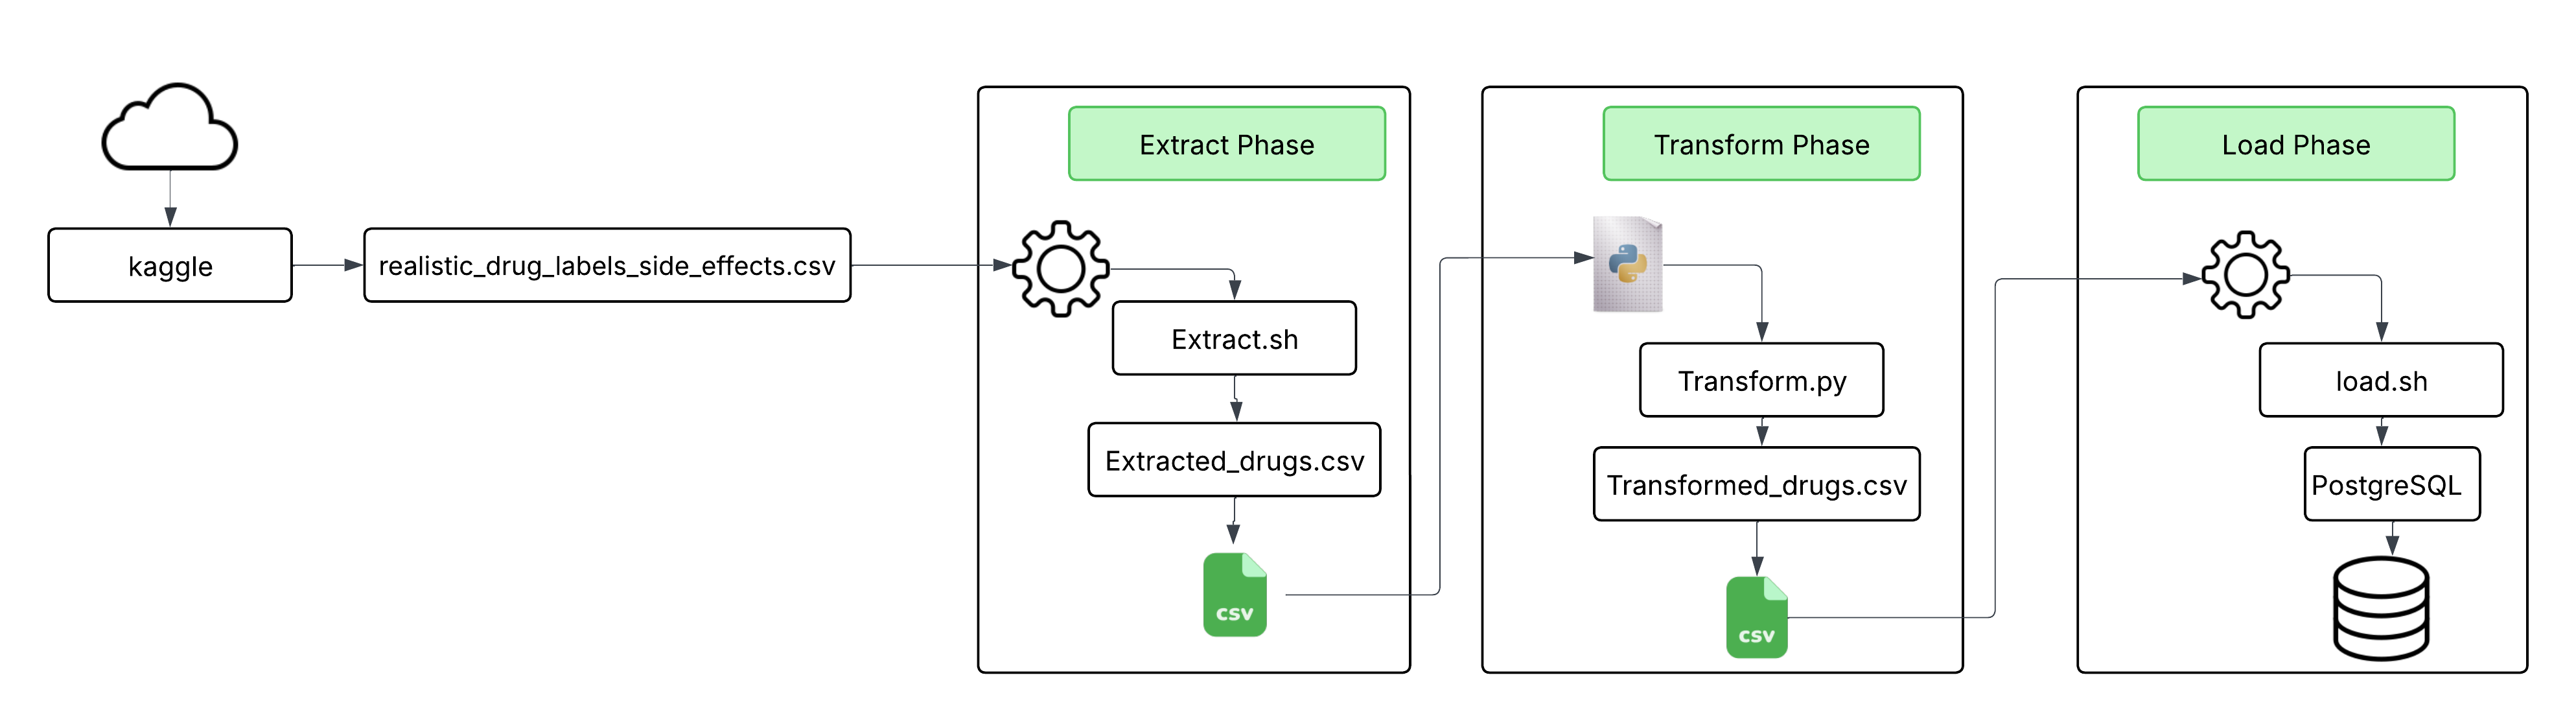 kaggle
realistic_drug_labels_side_effects.csv
Extract Phase
Extract.sh
Extracted_drugs.csv
csv
Transform Phase
Transform.py
Transformed_drugs.csv
csv
Load Phase
load.sh
PostgreSQL